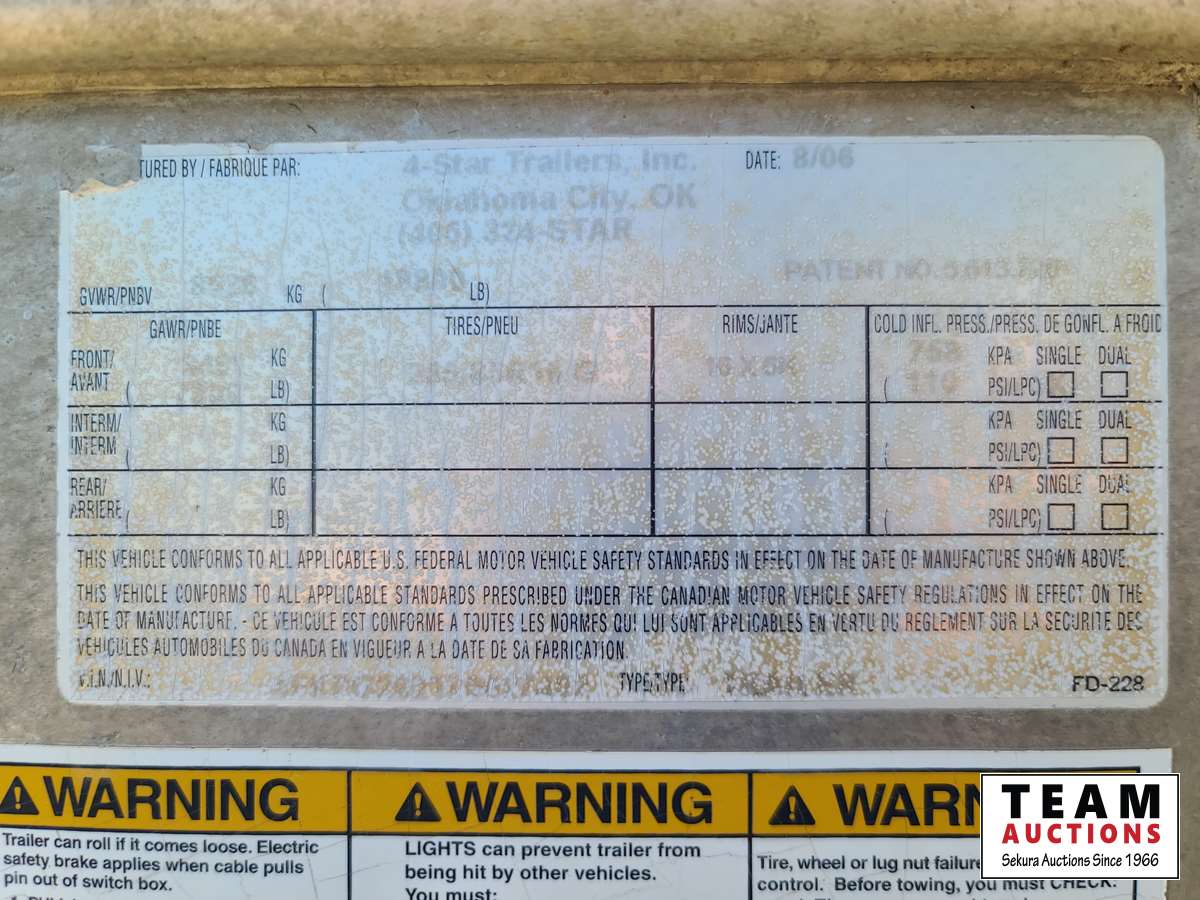 TURED BY / FABRIQUE PAR: 4-Star Trailers, Inc. DATE: 8/06
Oklahoma City, OK
(405) 324-STAR
PATENT NO.
GVWR/PNBV KG ( LB)
GAWR/PNBE TIRES/PNEU RIMS/JANTE COLD INFL. PRESS./PRESS. DE GONFL. A FROID
FRONT/ KG KPA SINGLE DUAL
AVANT ( LB) 16 X 6K ( 110 PSI/LPC)
INTERM/ KG KPA SINGLE DUAL
INTERM ( LB) ( PSI/LPC)
REAR/ KG KPA SINGLE DUAL
ARRIERE ( LB) ( PSI/LPC)
THIS VEHICLE CONFORMS TO ALL APPLICABLE U.S. FEDERAL MOTOR VEHICLE SAFETY STANDARDS IN EFFECT ON THE DATE OF MANUFACTURE SHOWN ABOVE.
THIS VEHICLE CONFORMS TO ALL APPLICABLE STANDARDS PRESCRIBED UNDER THE CANADIAN MOTOR VEHICLE SAFETY REGULATIONS IN EFFECT ON THE
DATE OF MANUFACTURE. - CE VEHICULE EST CONFORME A TOUTES LES NORMES QUI LUI SONT APPLICABLES EN VERTU DU REGLEMENT SUR LA SECURITE DES
VEHICULES AUTOMOBILES DU CANADA EN VIGUEUR A LA DATE DE SA FABRICATION.
V.I.N./N.I.V.: TYPE/TYPE: FD-228
WARNING
Trailer can roll if it comes loose. Electric
safety brake applies when cable pulls
pin out of switch box.
WARNING
LIGHTS can prevent trailer from
being hit by other vehicles.
You must:
WARN
Tire, wheel or lug nut failure
control. Before towing, you must CHECK:
TEAM
AUCTIONS
Sekura Auctions Since 1966